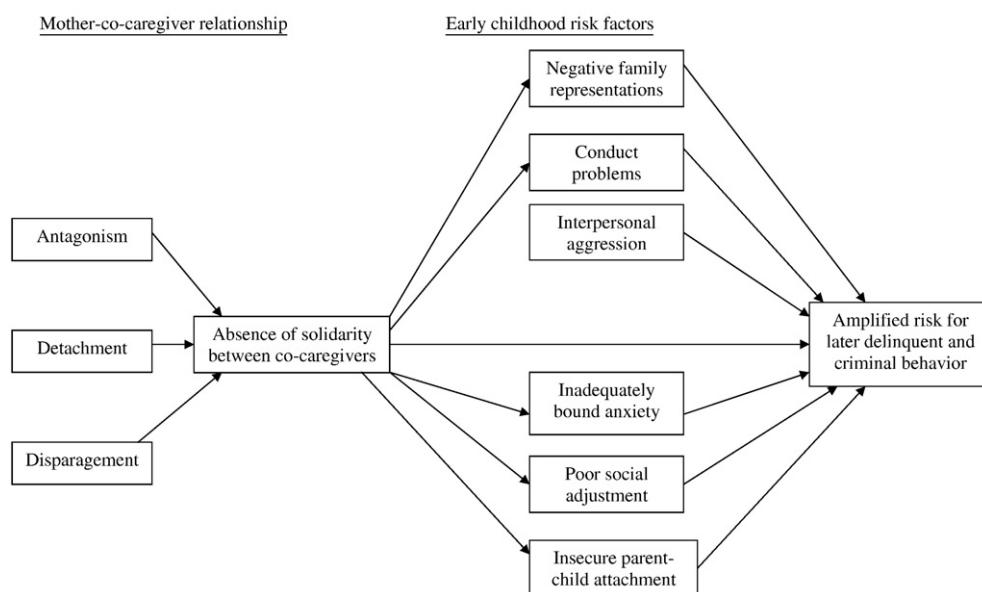 Mother-co-caregiver relationship
Early childhood risk factors
Negative family
representations
Conduct
problems
Interpersonal
aggression
Antagonism
Detachment
Disparagement
Absence of solidarity
between co-caregivers
Inadequately
bound anxiety
Poor social
adjustment
Insecure parent-
child attachment
Amplified risk for
later delinquent and
criminal behavior